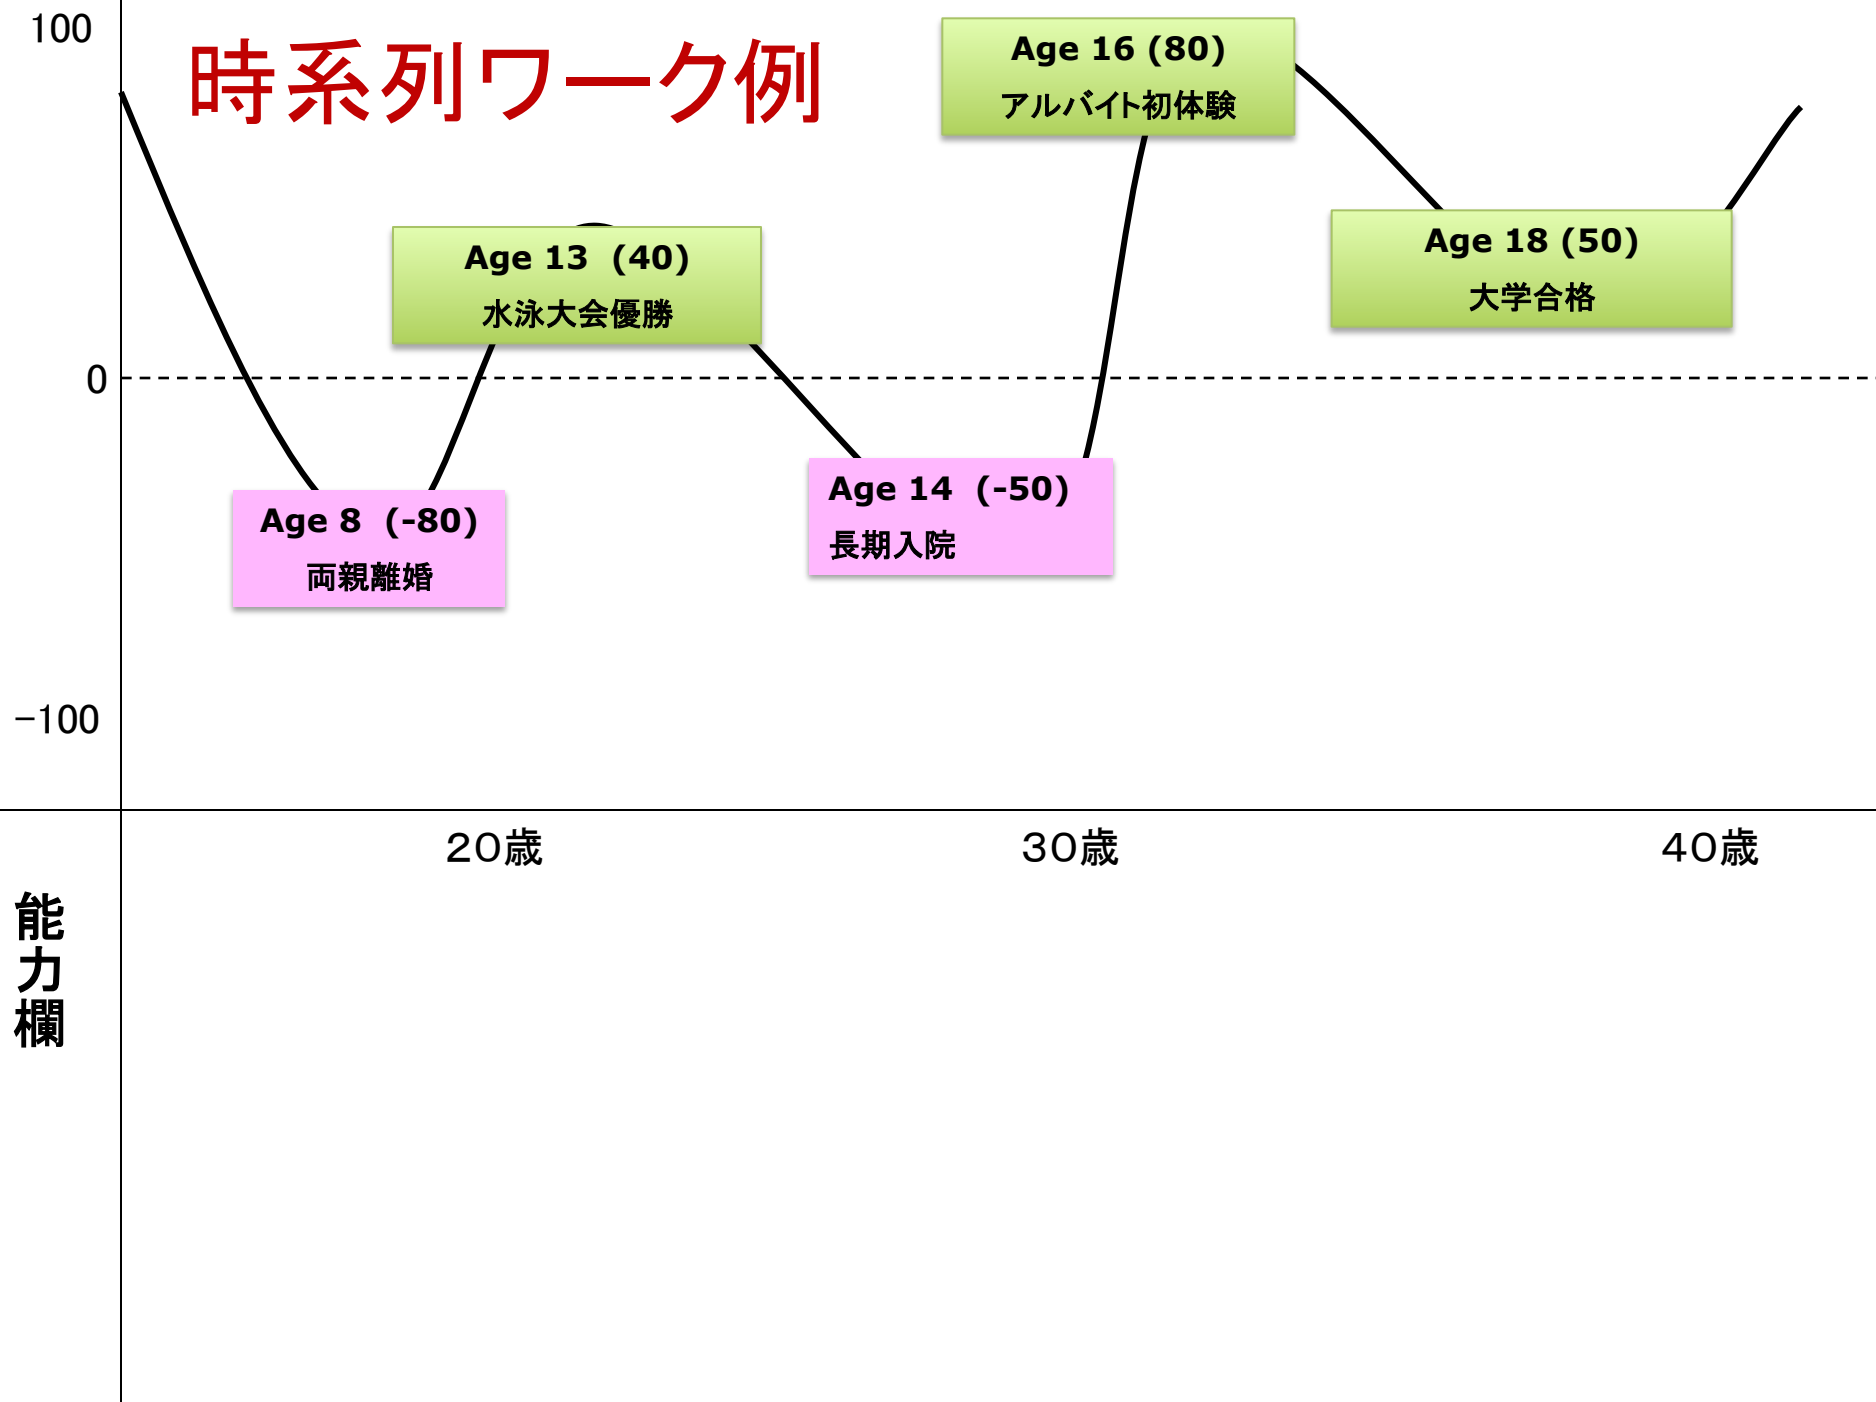 100
時系列ワーク例
Age 16 (80)
アルバイト初体験
Age 13 (40)
水泳大会優勝
Age 18 (50)
大学合格
0
Age 8 (-80)
両親離婚
Age 14 (-50)
長期入院
-100
20歳
30歳
40歳
能力欄